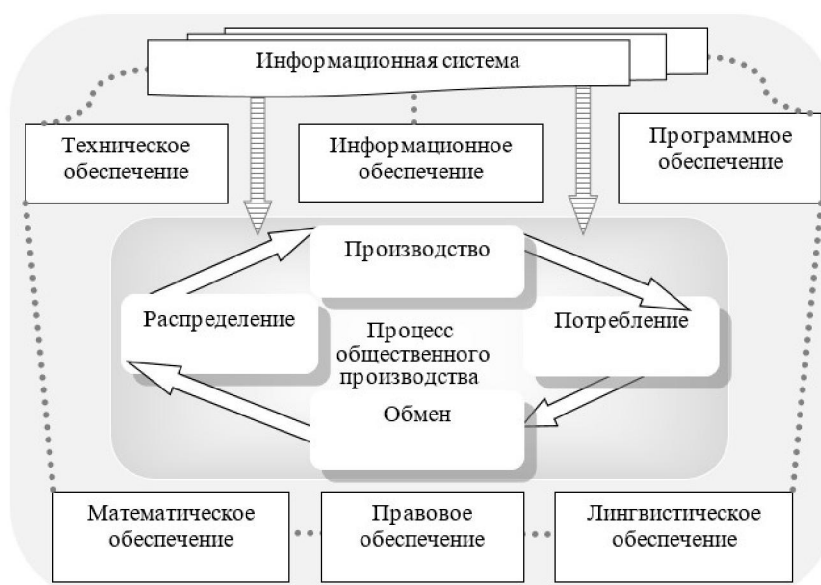 Информационная система
Техническое
обеспечение
Информационное
обеспечение
Программное
обеспечение
Производство
Распределение
Потребление
Процесс
общественного
производства
Обмен
Математическое
обеспечение
Правовое
обеспечение
Лингвистическое
обеспечение